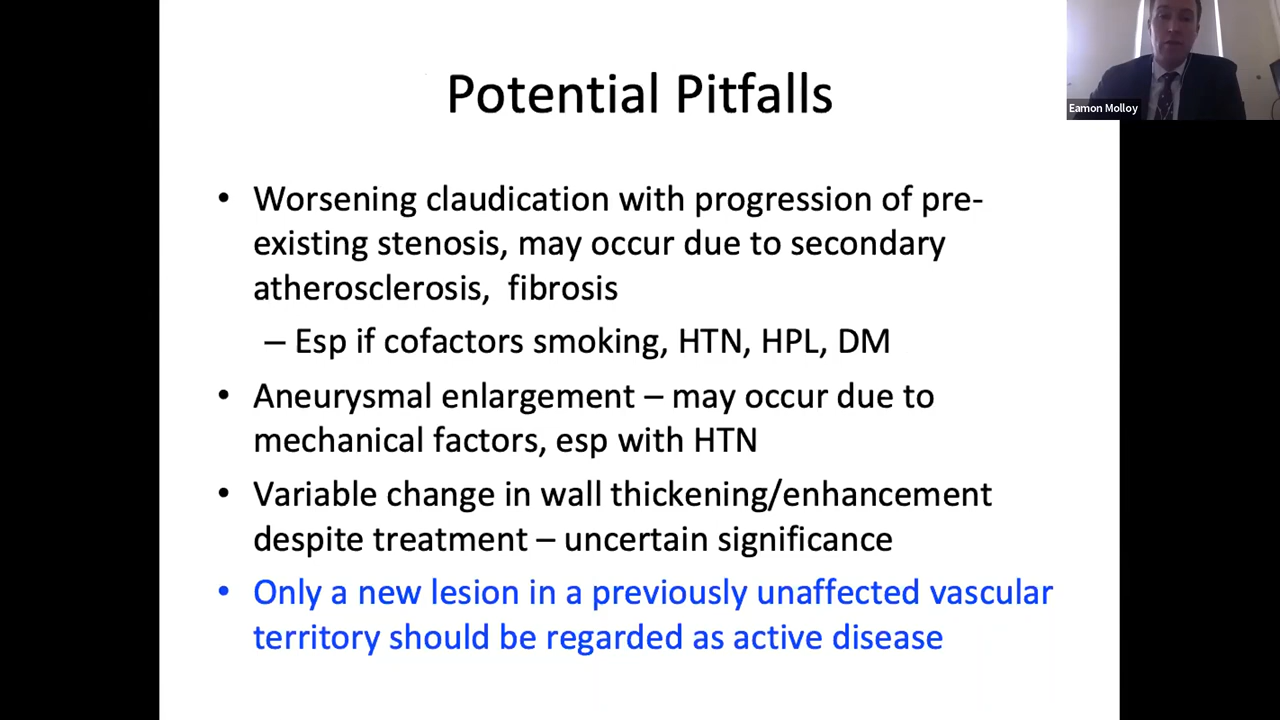 Potential Pitfalls
Eamon Molloy
• Worsening claudication with progression of pre-
existing stenosis, may occur due to secondary
atherosclerosis,  fibrosis
– Esp if cofactors smoking, HTN, HPL, DM
• Aneurysmal enlargement – may occur due to
mechanical factors, esp with HTN
• Variable change in wall thickening/enhancement
despite treatment – uncertain significance
• Only a new lesion in a previously unaffected vascular
territory should be regarded as active disease